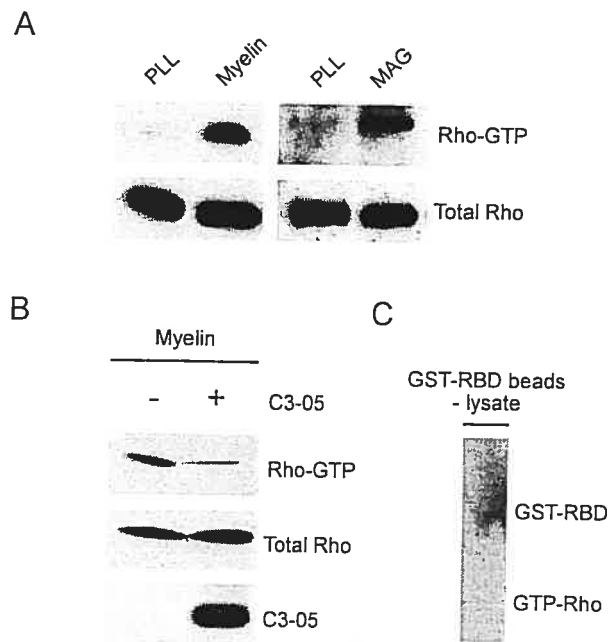 A
PLL Myelin PLL MAG
Rho-GTP
Total Rho
B
Myelin
- + C3-05
Rho-GTP
Total Rho
C3-05
C
GST-RBD beads
- lysate
GST-RBD
GTP-Rho